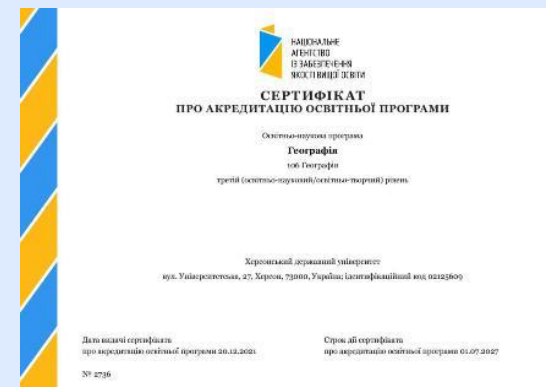 НАЦІОНАЛЬНЕ
АГЕНТСТВО
ІЗ ЗАБЕЗПЕЧЕННЯ
ЯКОСТІ ВИЩОЇ ОСВІТИ
СЕРТИФІКАТ
ПРО АКРЕДИТАЦІЮ ОСВІТНЬОЇ ПРОГРАМИ
Освітньо-наукова програма
Географія
106 Географія
третій (освітньо-науковий/освітньо-творчий) рівень
Херсонський державний університет
вул. Університетська, 27, Херсон, 73000, Україна; ідентифікаційний код 02125609
Дата видачі сертифіката
про акредитацію освітньої програми 20.12.2021
Строк дії сертифіката
про акредитацію освітньої програми 01.07.2027
№ 2736